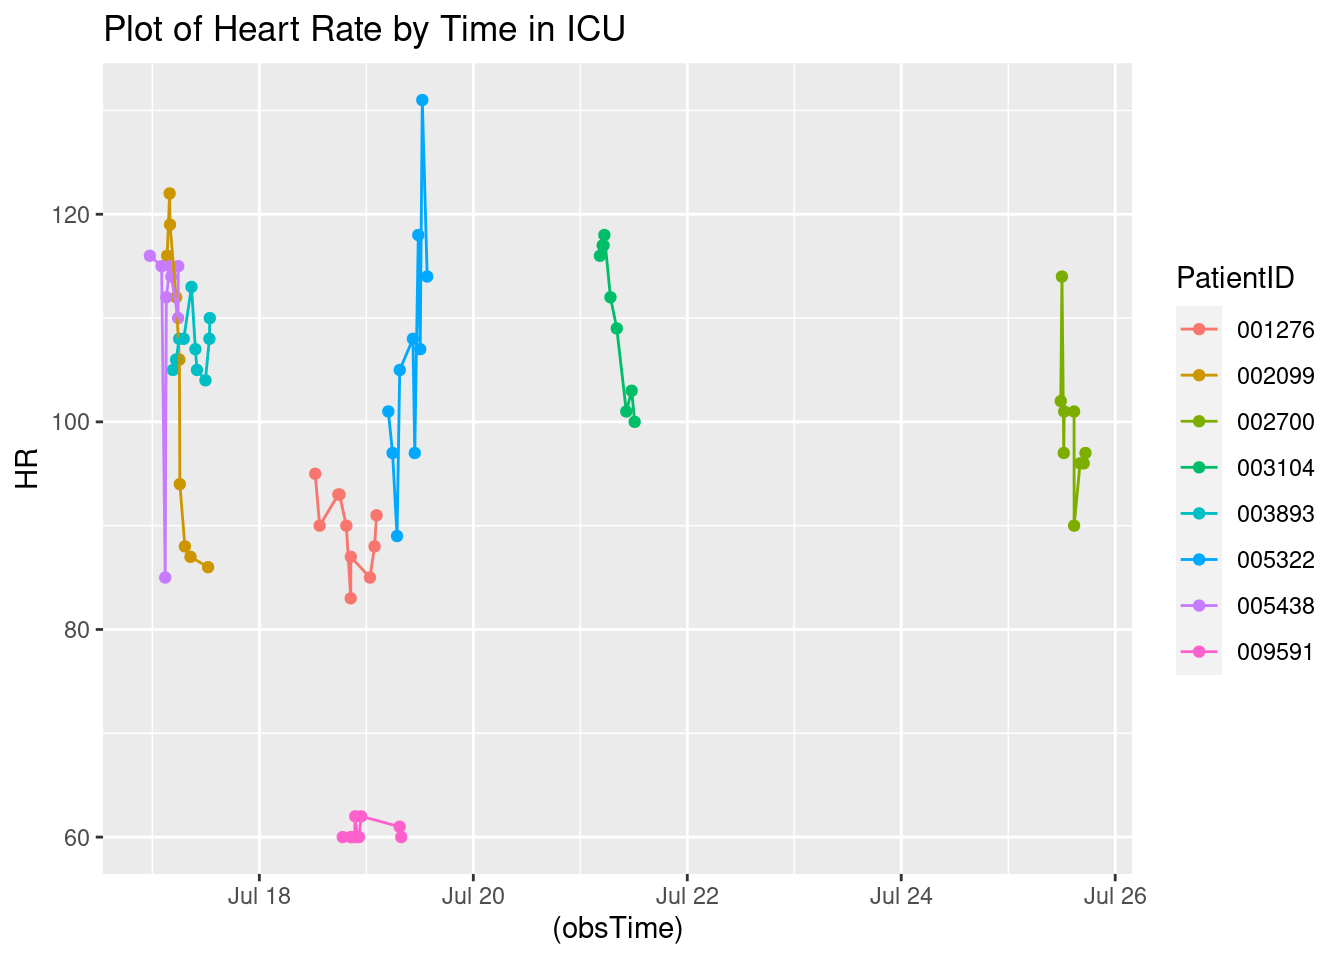 Plot of Heart Rate by Time in ICU
HR
120
100
80
60
Jul 18
Jul 20
Jul 22
Jul 24
Jul 26
(obsTime)
PatientID
001276
002099
002700
003104
003893
005322
005438
009591